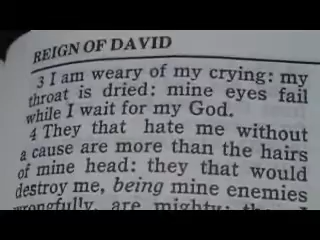 REIGN OF DAVID
3 I am weary of my crying: my
throat is dried: mine eyes fail
while I wait for my God.
4 They that hate me without
a cause are more than the hairs
of mine head: they that would
destroy me, being mine enemies
wrongfully, are mighty: